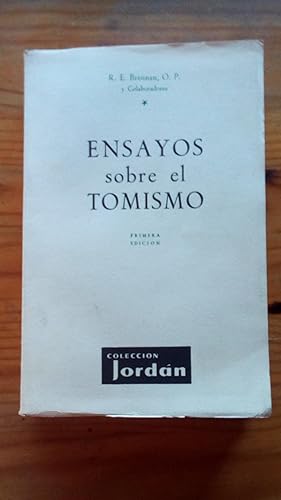 R. E. Brennan, O. P.
y Colaboradores
ENSAYOS
sobre el
TOMISMO
PRIMERA
EDICION
COLECCION
Jordán